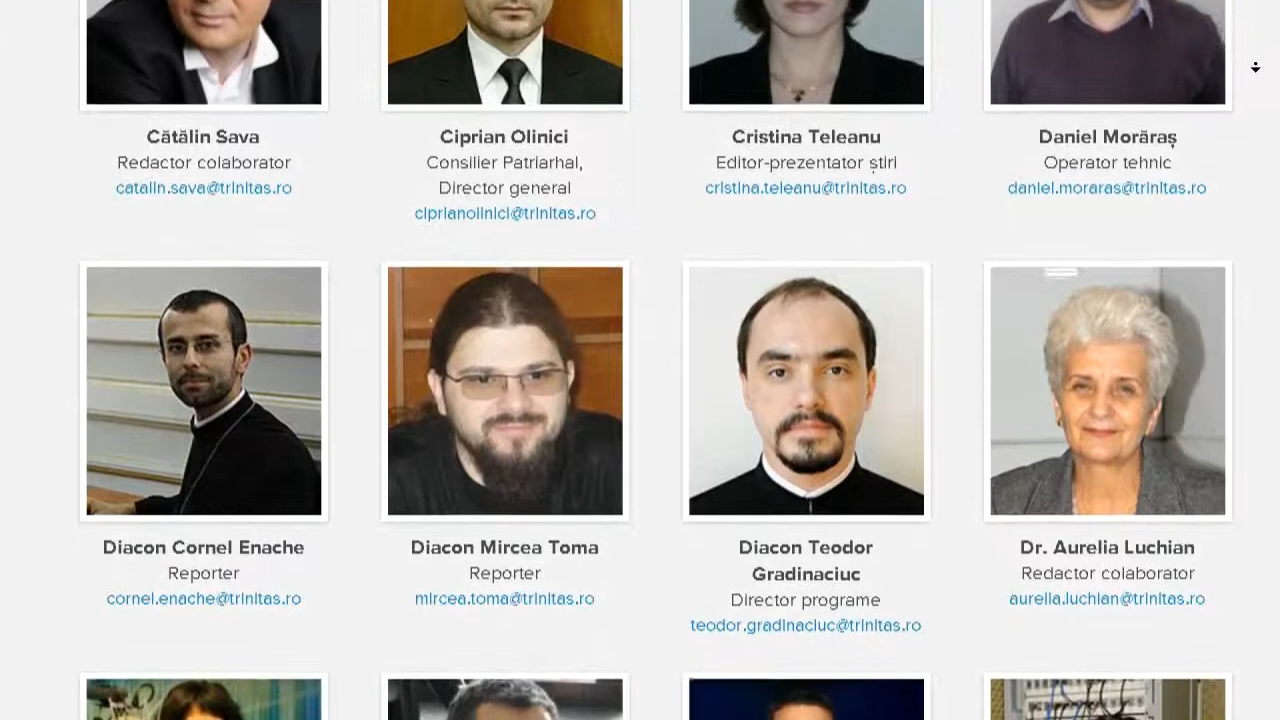 Cătălin Sava
Redactor colaborator
catalin.sava@trinitas.ro
Ciprian Olinici
Consilier Patriarhal,
Director general
ciprianolinici@trinitas.ro
Cristina Teleanu
Editor-prezentator știri
cristina.teleanu@trinitas.ro
Daniel Morăraș
Operator tehnic
daniel.moraras@trinitas.ro
Diacon Cornel Enache
Reporter
cornel.enache@trinitas.ro
Diacon Mircea Toma
Reporter
mircea.toma@trinitas.ro
Diacon Teodor
Gradinaciuc
Director programe
teodor.gradinaciuc@trinitas.ro
Dr. Aurelia Luchian
Redactor colaborator
aurelia.luchian@trinitas.ro